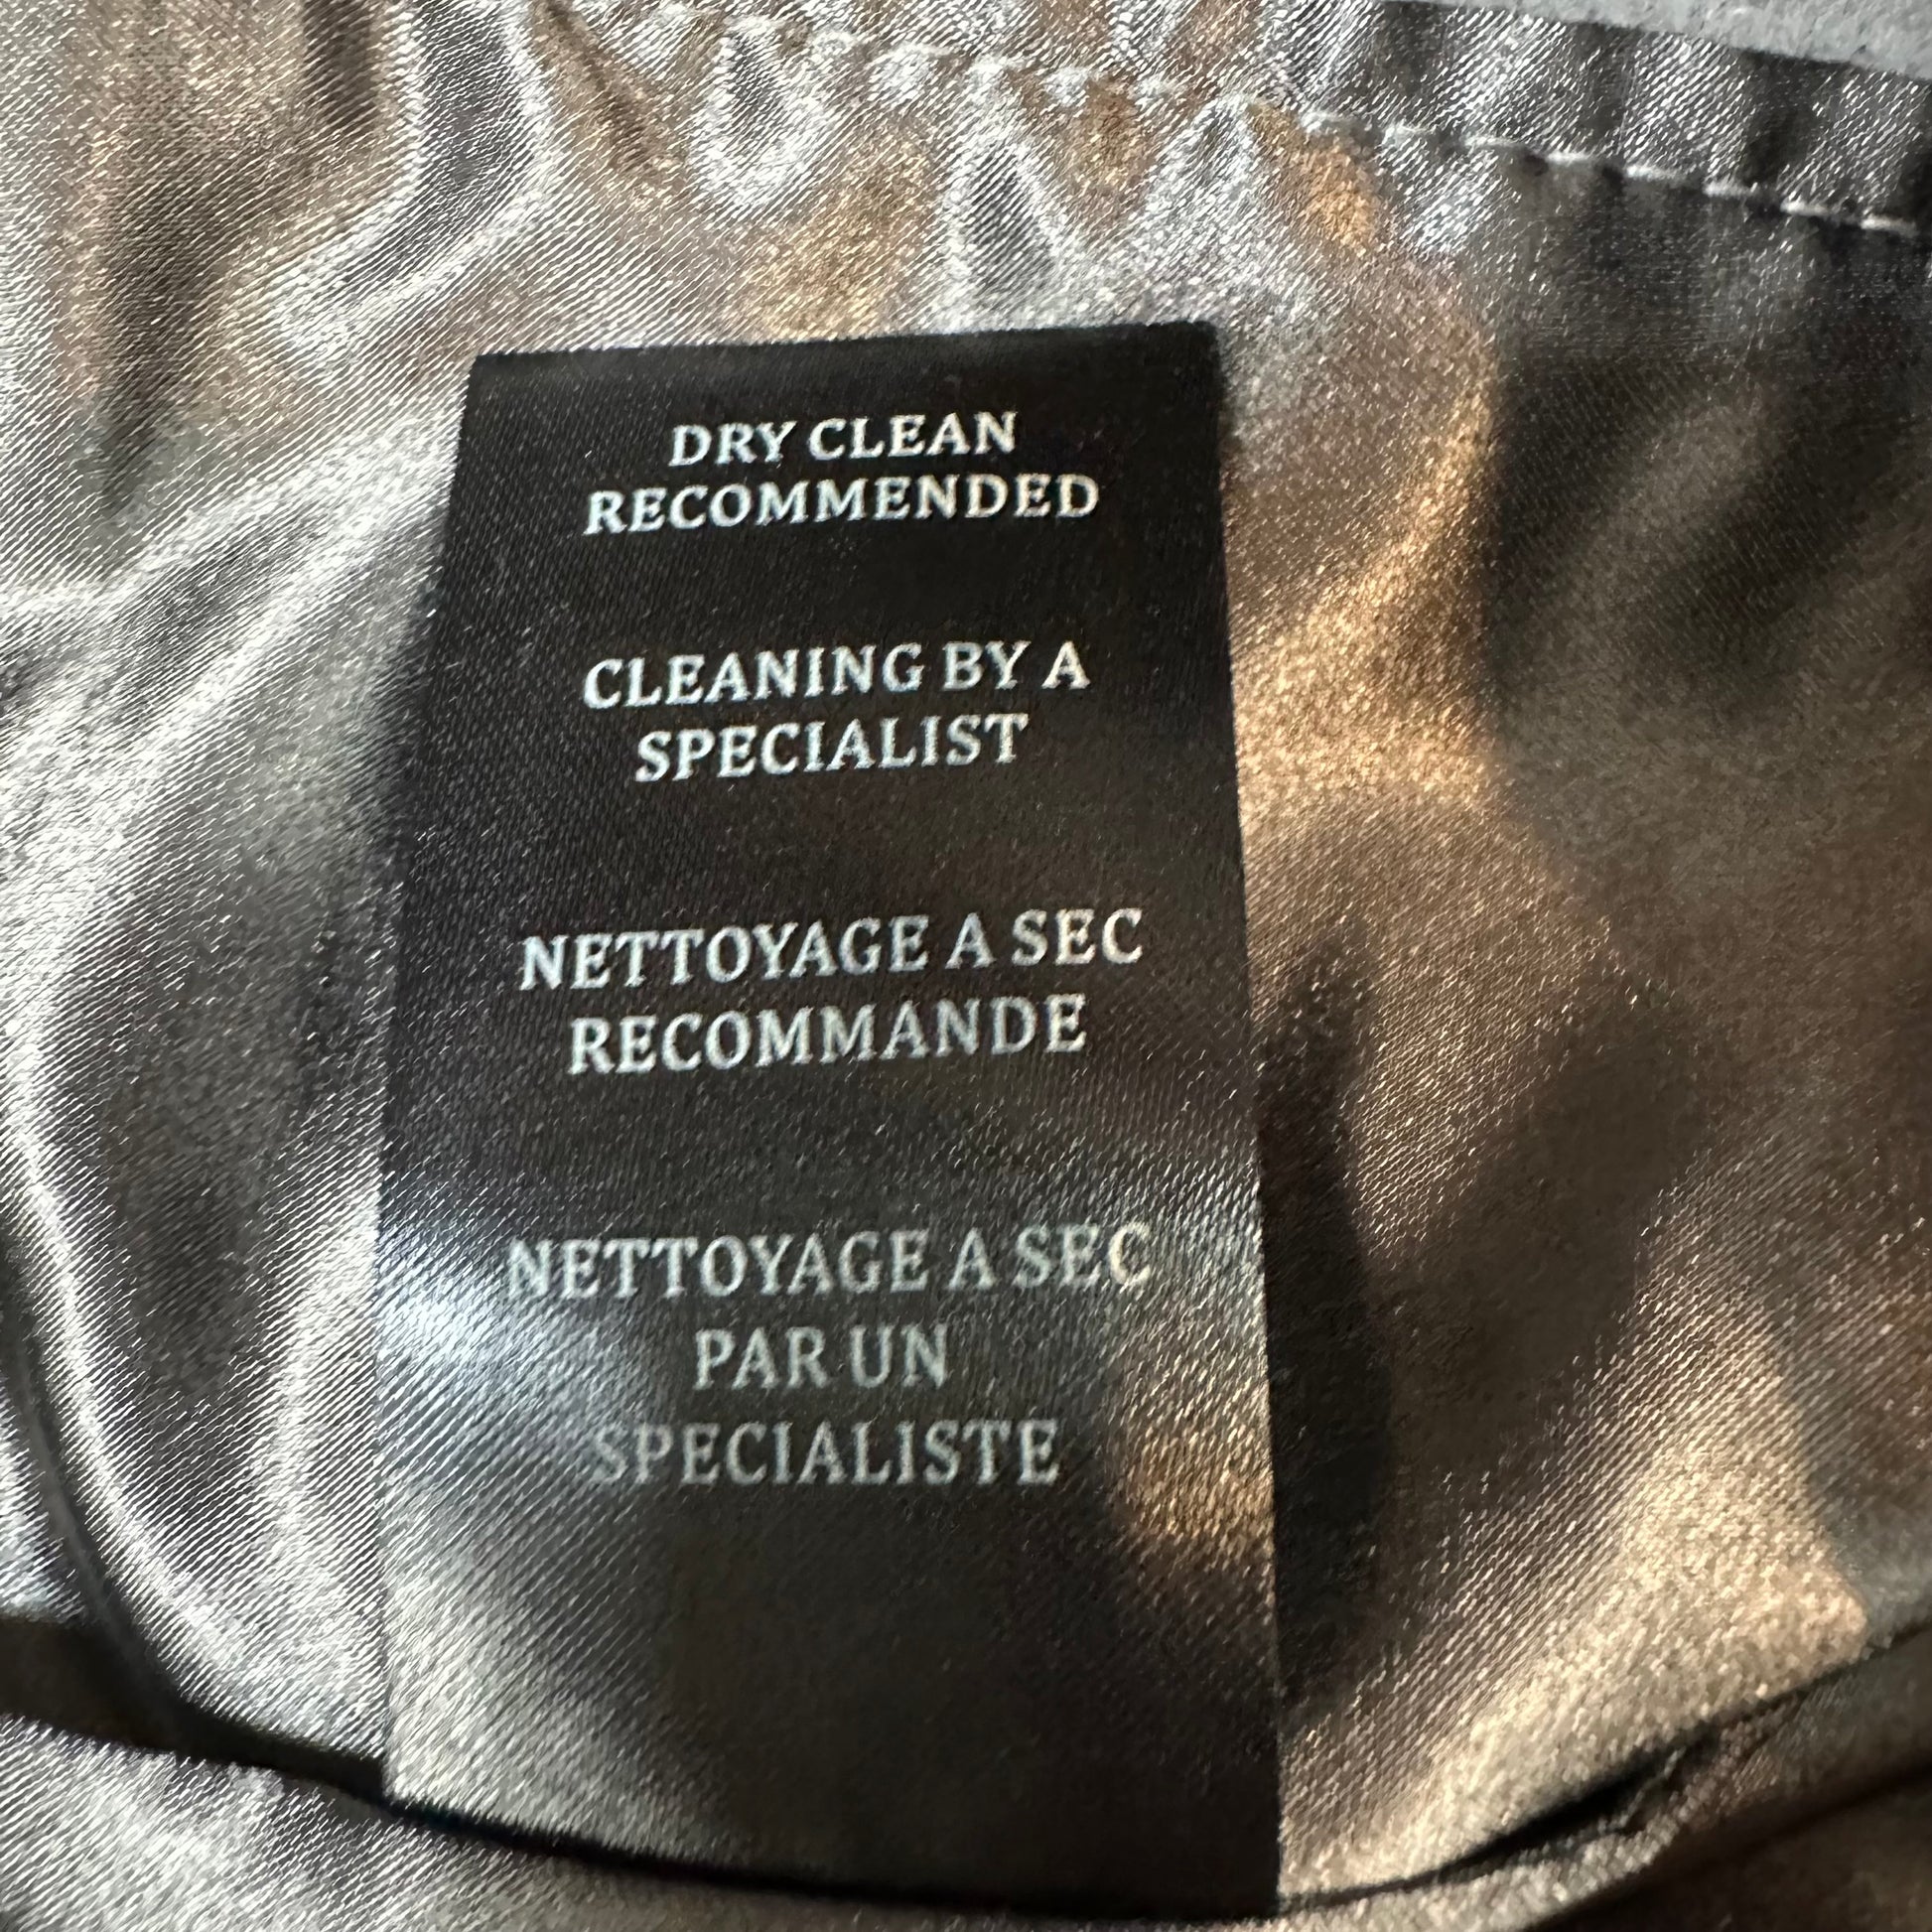 DRY CLEAN
RECOMMENDED
CLEANING BY A
SPECIALIST
NETTOYAGE A SEC
RECOMMANDE
NETTOYAGE A SEC
PAR UN
SPECIALISTE